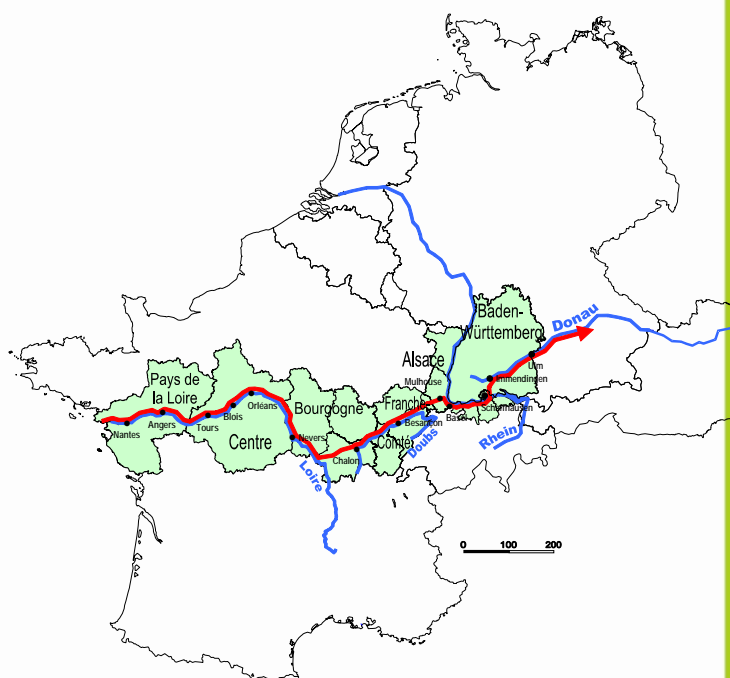 Donau
Baden-
Württemberg
Alsace
Ulm
Immendingen
Mulhouse
Pays de
la Loire
Orléans
Bourgogne
Franche
Comté
Basel
Schaffhausen
Blois
Angers
Tours
Nantes
Centre
Nevers
Besancon
Doubs
Rhein
Chalon
Loire
0 100 200